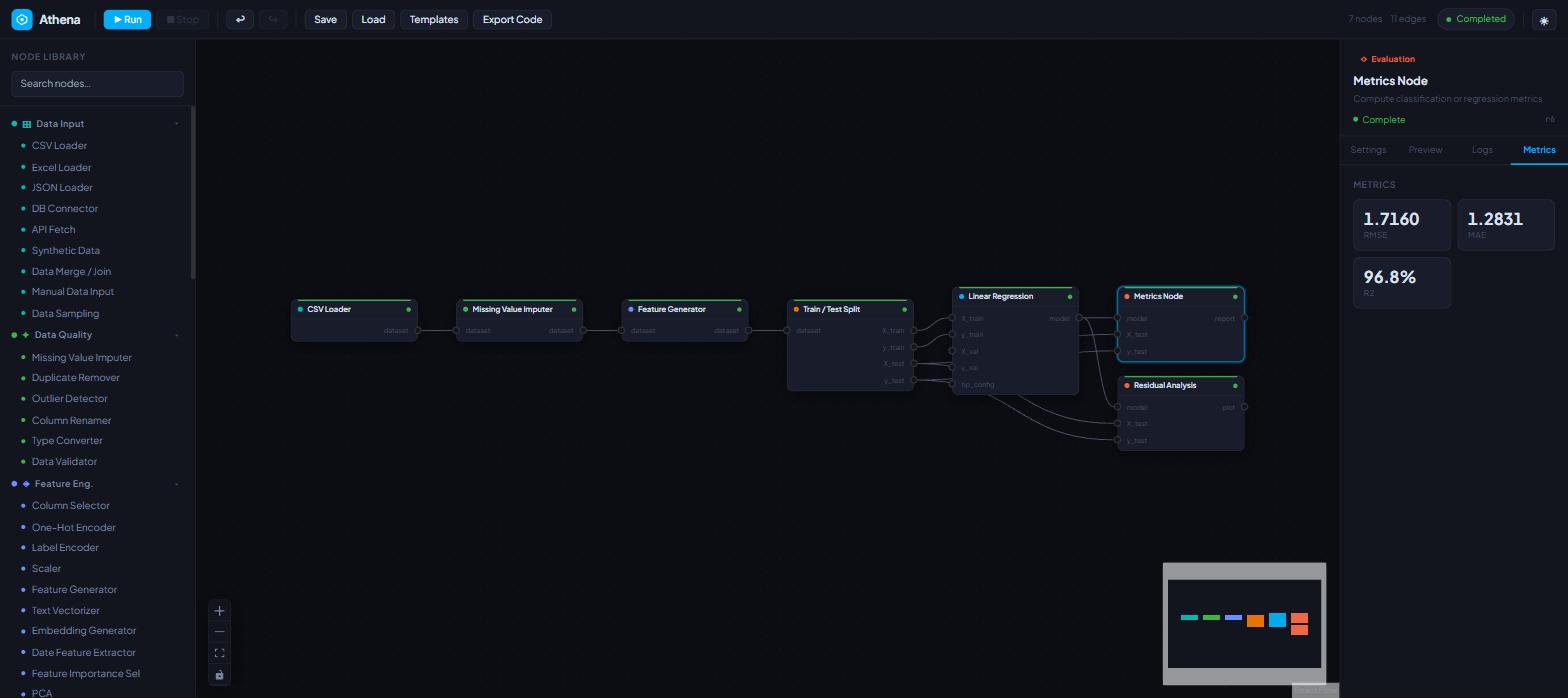 Athena
Run
Stop
Save
Load
Templates
Export Code
7 nodes 11 edges
Completed
NODE LIBRARY
Search nodes...
Data Input
CSV Loader
Excel Loader
JSON Loader
DB Connector
API Fetch
Synthetic Data
Data Merge / Join
Manual Data Input
Data Sampling
Data Quality
Missing Value Imputer
Duplicate Remover
Outlier Detector
Column Renamer
Type Converter
Data Validator
Feature Eng.
Column Selector
One-Hot Encoder
Label Encoder
Scaler
Feature Generator
Text Vectorizer
Embedding Generator
Date Feature Extractor
Feature Importance Sel
PCA
CSV Loader
dataset
Missing Value Imputer
dataset dataset
Feature Generator
dataset dataset
Train / Test Split
dataset X_train
y_train
X_test
y_test
Linear Regression
X_train model
y_train
X_val
y_val
hp_config
Metrics Node
model report
X_test
y_test
Residual Analysis
model plot
X_test
y_test
React Flow
Evaluation
Metrics Node
Compute classification or regression metrics
Complete
r6
Settings
Preview
Logs
Metrics
METRICS
1.7160
RMSE
1.2831
MAE
96.8%
R2